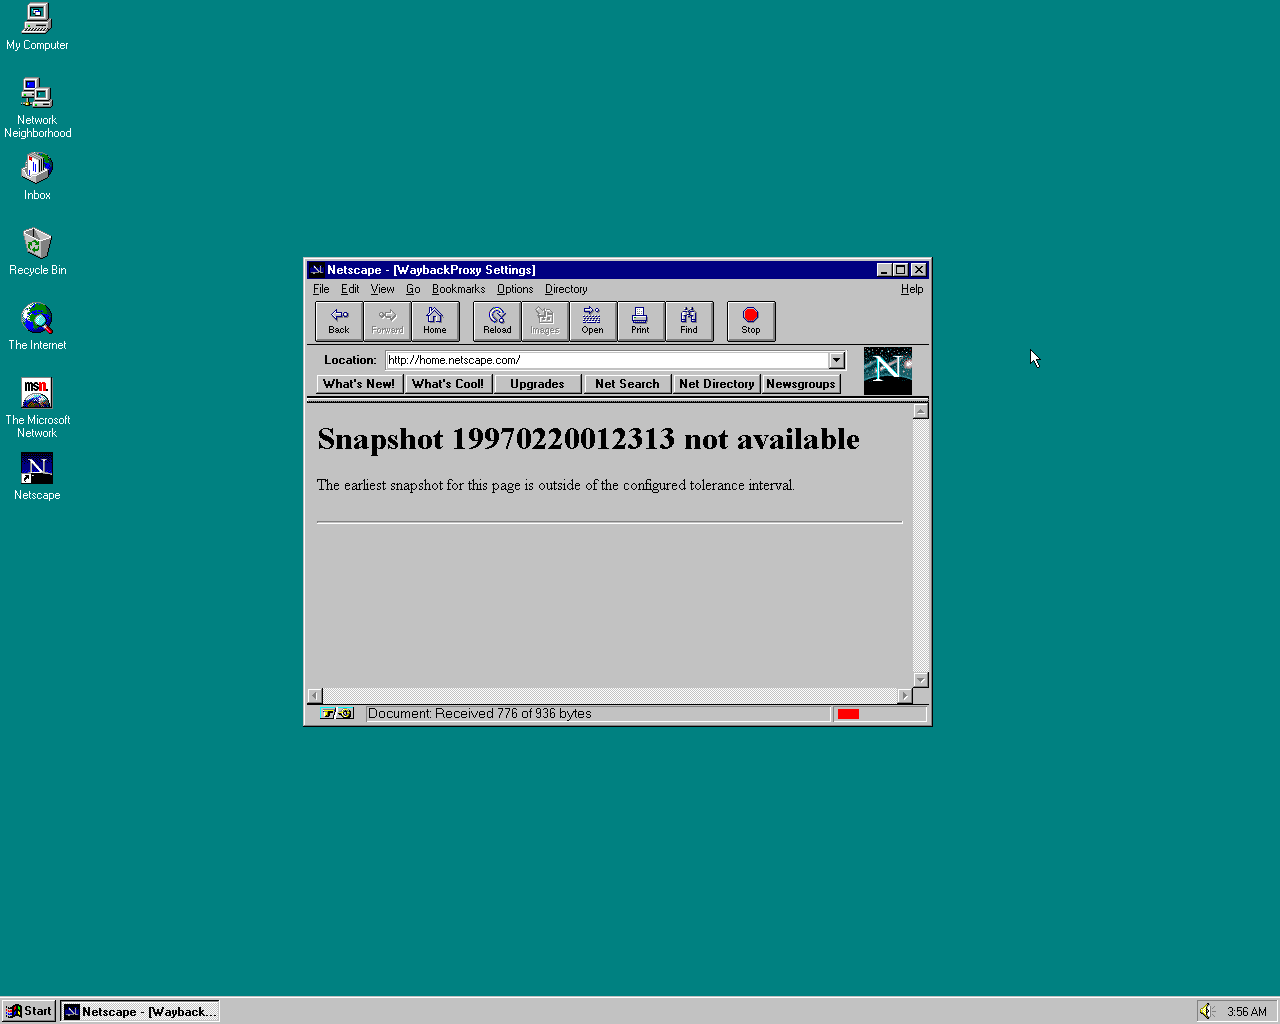 My Computer
Network
Neighborhood
Inbox
Recycle Bin
The Internet
msn.
The Microsoft
Network
N
Netscape
Netscape - [WaybackProxy Settings]
File Edit View Go Bookmarks Options Directory Help
Back Forward Home Reload Images Open Print Find Stop
Location: http://home.netscape.com/
N
What's New! What's Cool! Upgrades Net Search Net Directory Newsgroups
Snapshot 19970220012313 not available
The earliest snapshot for this page is outside of the configured tolerance interval.
Document: Received 776 of 936 bytes
Start Netscape - [Wayback... 3:56 AM